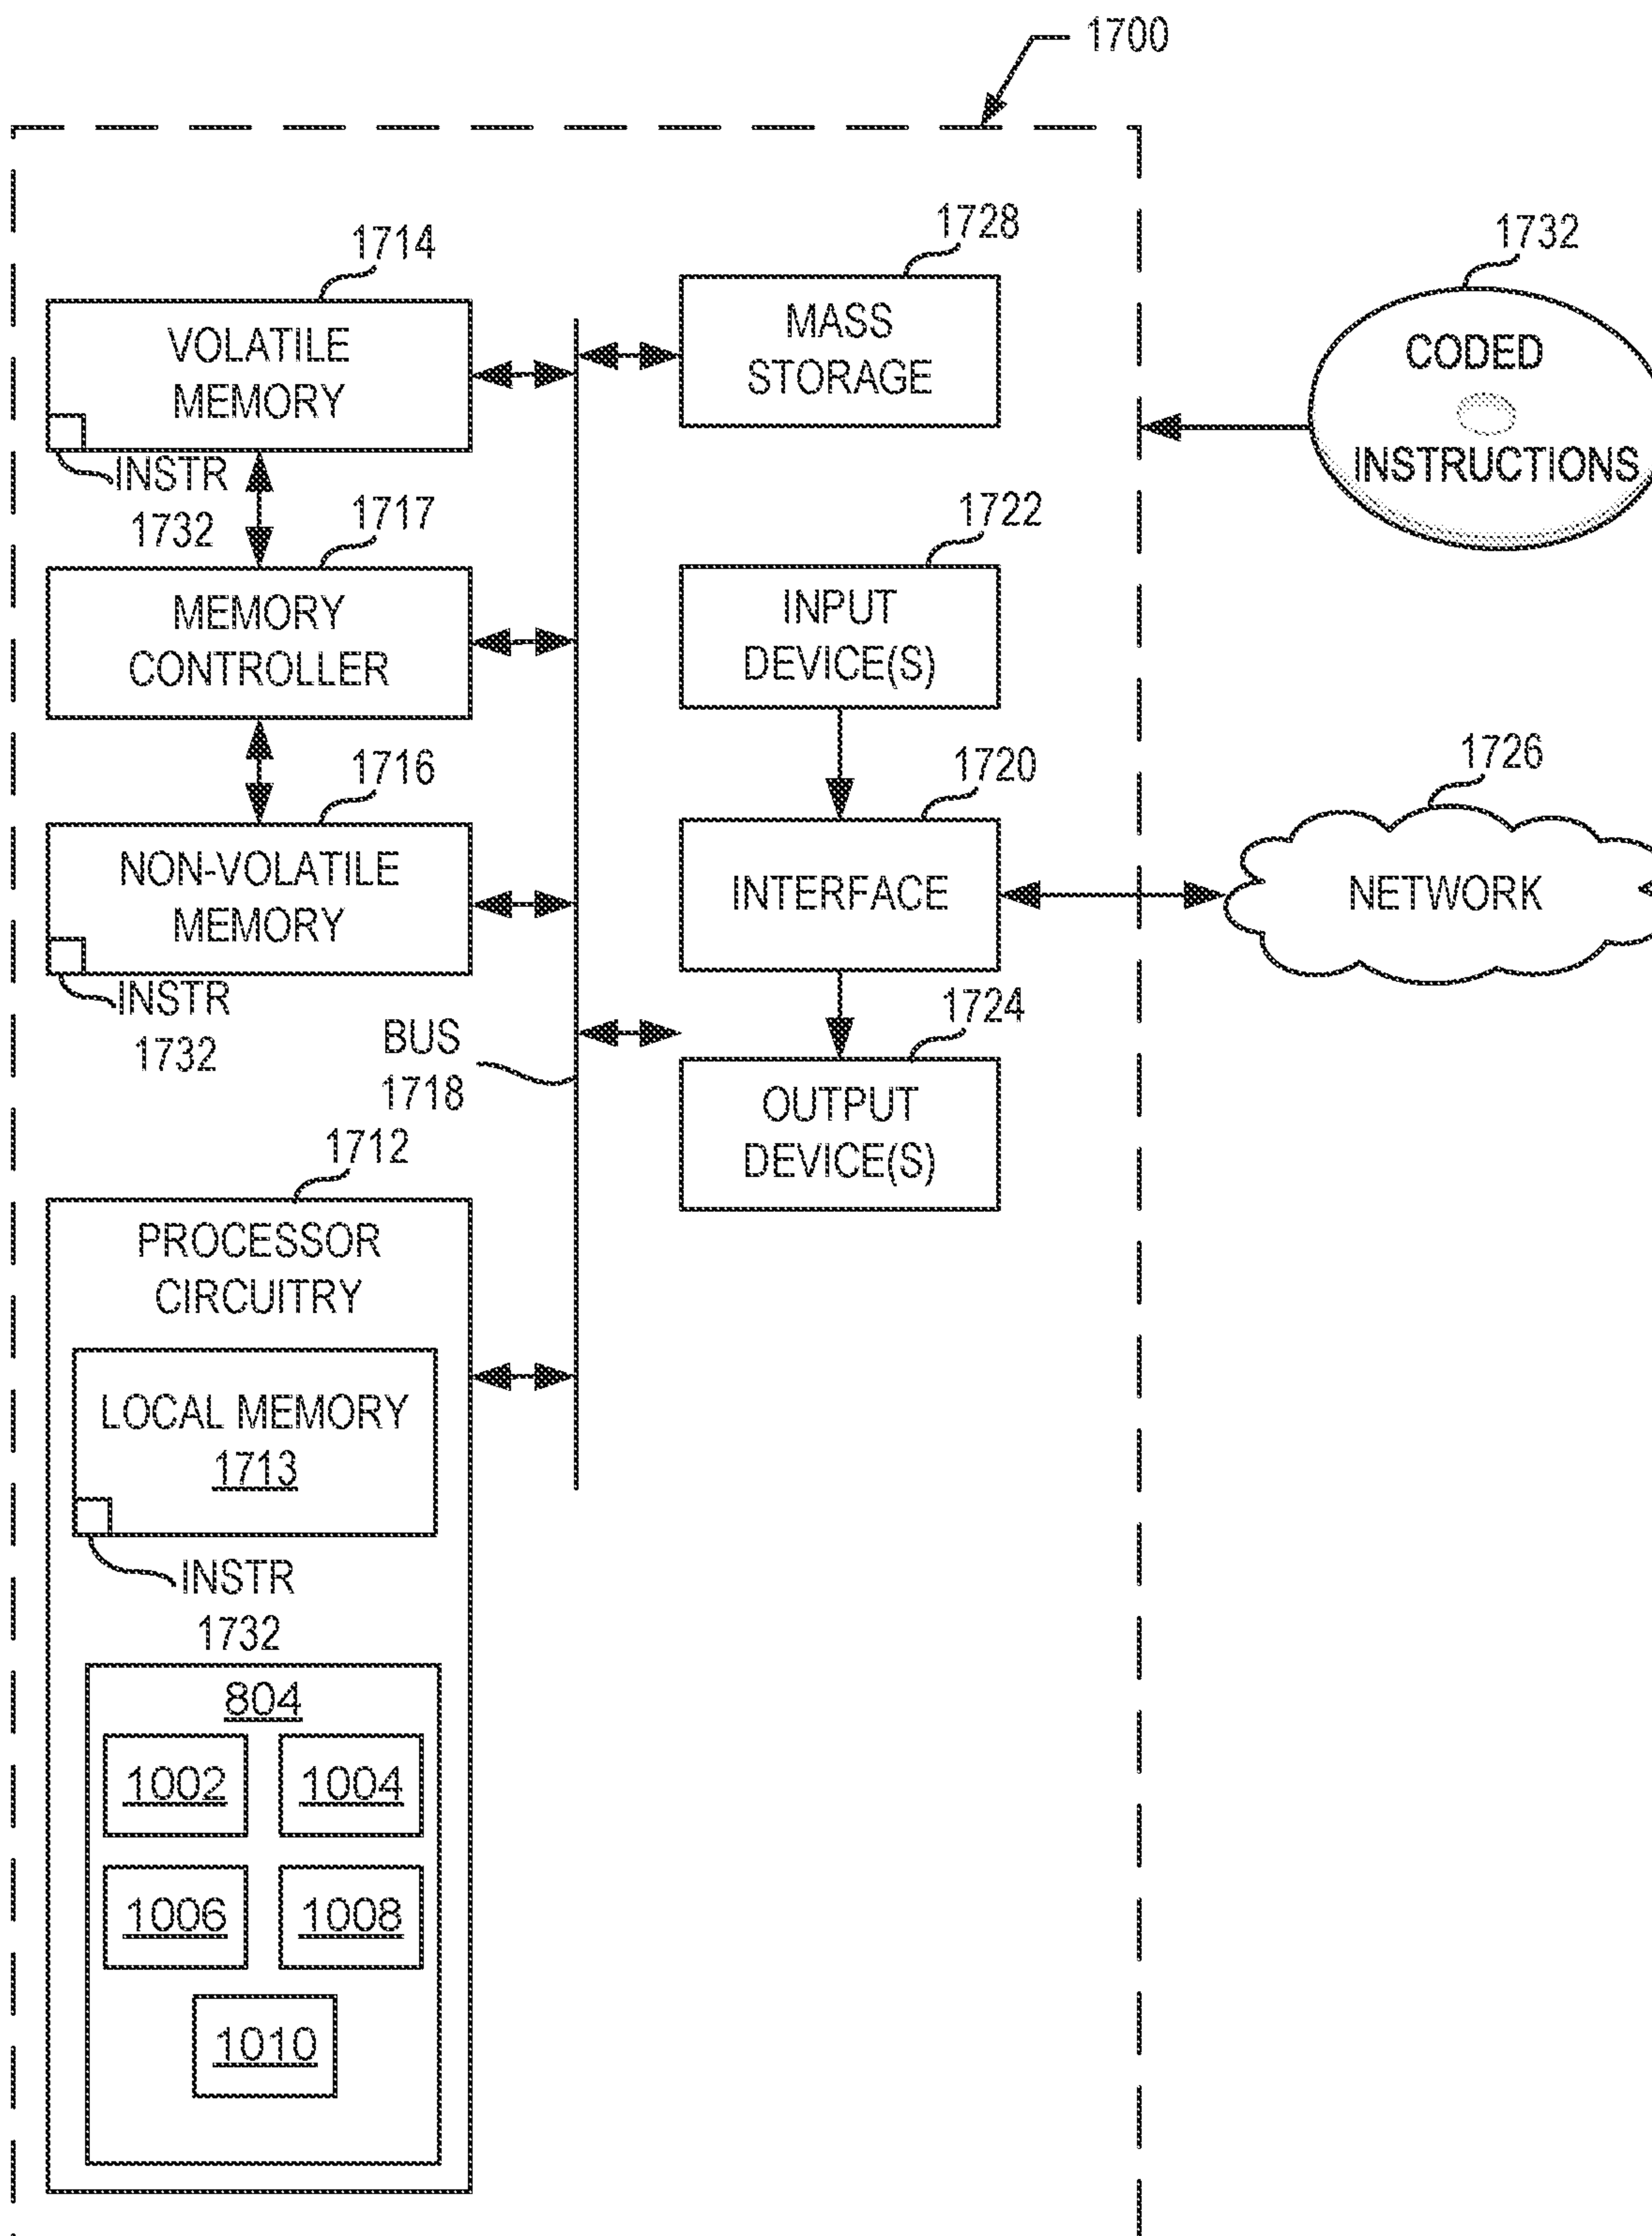 1700
1714
VOLATILE
MEMORY
INSTR
1732
1717
MEMORY
CONTROLLER
1716
NON-VOLATILE
MEMORY
INSTR
1732
BUS
1718
1712
PROCESSOR
CIRCUITRY
LOCAL MEMORY
1713
INSTR
1732
804
1002
1004
1006
1008
1010
1728
MASS
STORAGE
1722
INPUT
DEVICE(S)
1720
INTERFACE
1724
OUTPUT
DEVICE(S)
1732
CODED
INSTRUCTIONS
1726
NETWORK